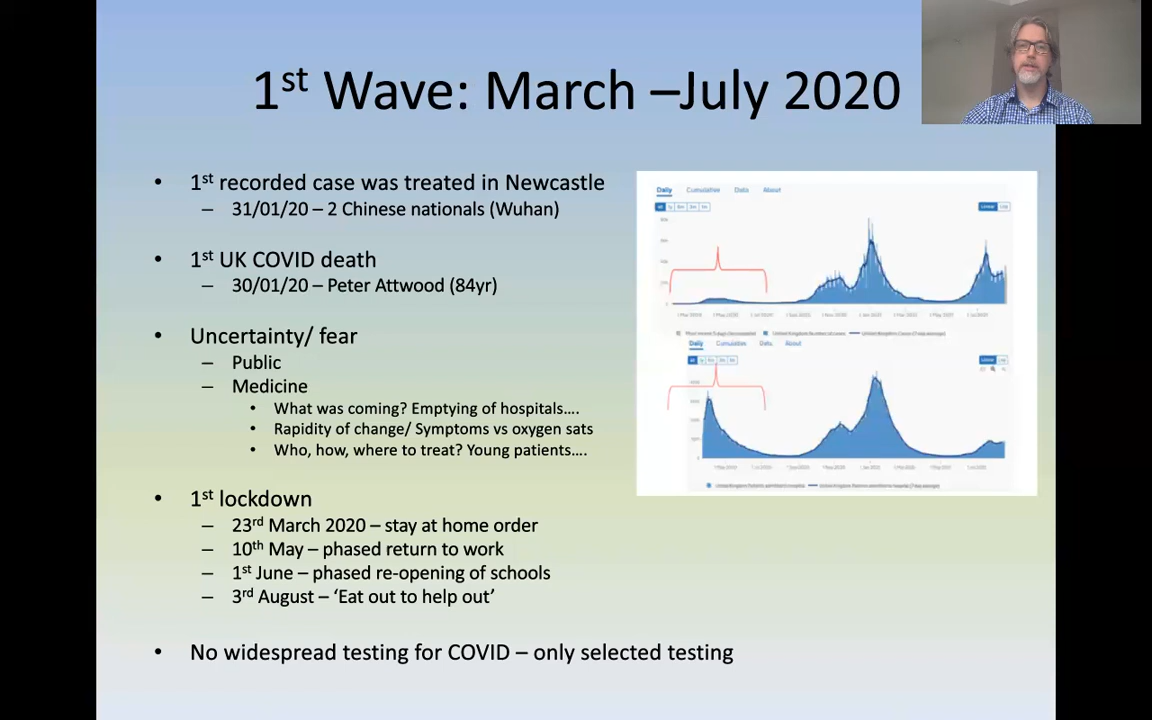 1st Wave: March –July 2020
• 1st recorded case was treated in Newcastle
– 31/01/20 – 2 Chinese nationals (Wuhan)
• 1st UK COVID death
– 30/01/20 – Peter Attwood (84yr)
• Uncertainty/ fear
– Public
– Medicine
• What was coming? Emptying of hospitals….
• Rapidity of change/ Symptoms vs oxygen sats
• Who, how, where to treat? Young patients….
• 1st lockdown
– 23rd March 2020 – stay at home order
– 10th May – phased return to work
– 1st June – phased re-opening of schools
– 3rd August – ‘Eat out to help out’
• No widespread testing for COVID – only selected testing
Daily Cumulative Data About
Daily Cumulative Data About